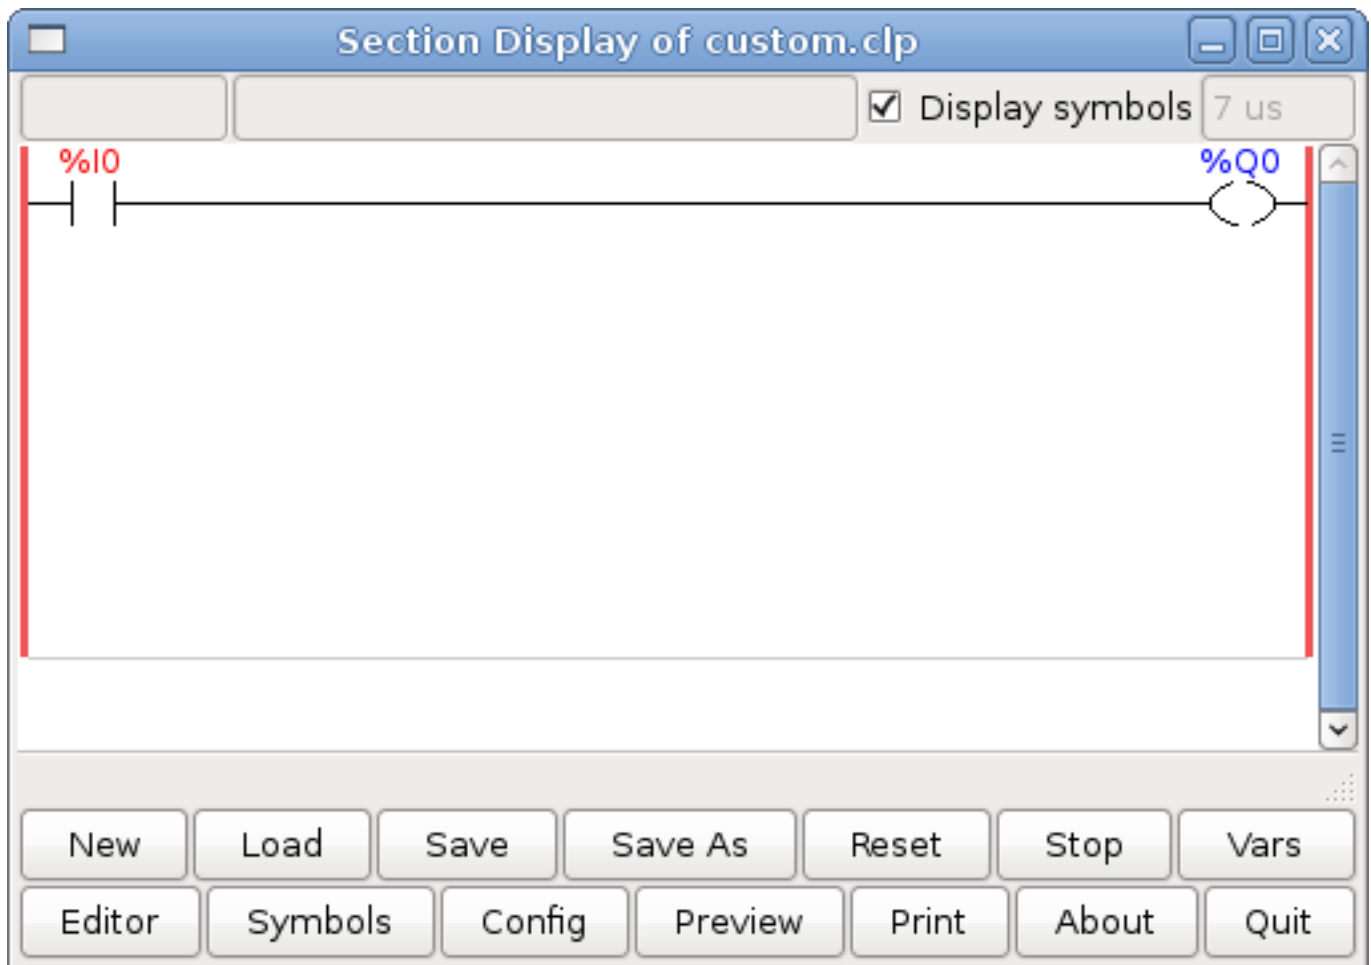 Section Display of custom.clp
Display symbols 7 us
%I0 %Q0
New Load Save Save As Reset Stop Vars
Editor Symbols Config Preview Print About Quit